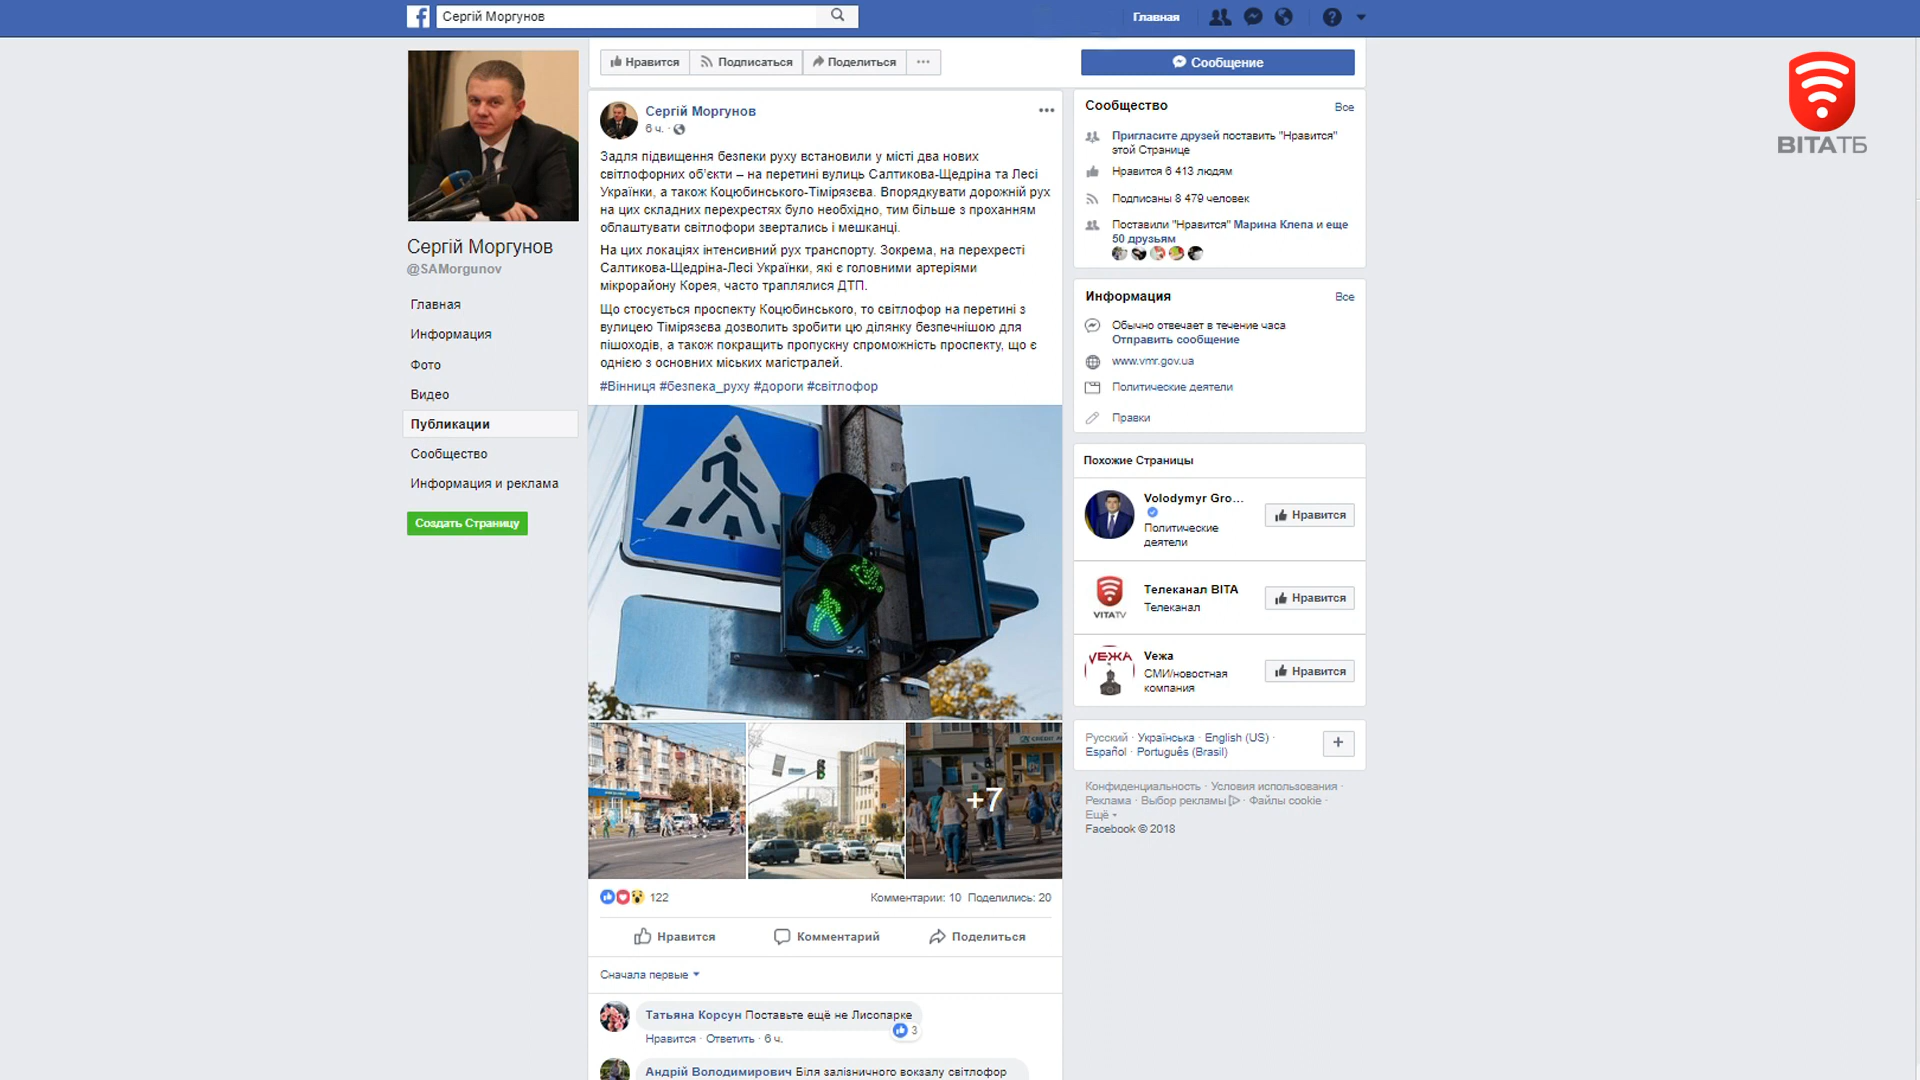 Сергій Моргунов
Главная
ВІТАТБ
Сергій Моргунов
@SAMorgunov
Главная
Информация
Фото
Видео
Публикации
Сообщество
Информация и реклама
Создать Страницу
Нравится
Подписаться
Поделиться
Сообщение
Сергій Моргунов
6 ч. ·
Задля підвищення безпеки руху встановили у місті два нових
світлофорних об’єкти – на перетині вулиць Салтикова-Щедріна та Лесі
Українки, а також Коцюбинського-Тімірязєва. Впорядкувати дорожній рух
на цих складних перехрестях було необхідно, тим більше з проханням
облаштувати світлофори звертались і мешканці.
На цих локаціях інтенсивний рух транспорту. Зокрема, на перехресті
Салтикова-Щедріна-Лесі Українки, які є головними артеріями
мікрорайону Корея, часто траплялися ДТП.
Що стосується проспекту Коцюбинського, то світлофор на перетині з
вулицею Тімірязєва дозволить зробити цю ділянку безпечнішою для
пішоходів, а також покращить пропускну спроможність проспекту, що є
однією з основних міських магістралей.
#Вінниця #безпека_руху #дороги #світлофор
+7
122
Комментарии: 10 Поделились: 20
Нравится
Комментарий
Поделиться
Сначала первые
Татьяна Корсун Поставьте ещё не Лисопарке
3
Нравится · Ответить · 6 ч.
Андрій Володимирович Біля залізничного вокзалу світлофор
Сообщество
Все
Пригласите друзей поставить "Нравится"
этой Странице
Нравится 6 413 людям
Подписаны 8 479 человек
Поставили "Нравится" Марина Клепа и еще
50 друзьям
Информация
Все
Обычно отвечает в течение часа
Отправить сообщение
www.vmr.gov.ua
Политические деятели
Правки
Похожие Страницы
Volodymyr Gro...
Политические
деятели
Нравится
VITATV
Телеканал ВІТА
Телеканал
Нравится
VЕЖА
Vежа
СМИ/новостная
компания
Нравится
Русский · Українська · English (US) ·
Español · Português (Brasil)
Конфиденциальность · Условия использования ·
Реклама · Выбор рекламы · Файлы cookie ·
Ещё
Facebook © 2018